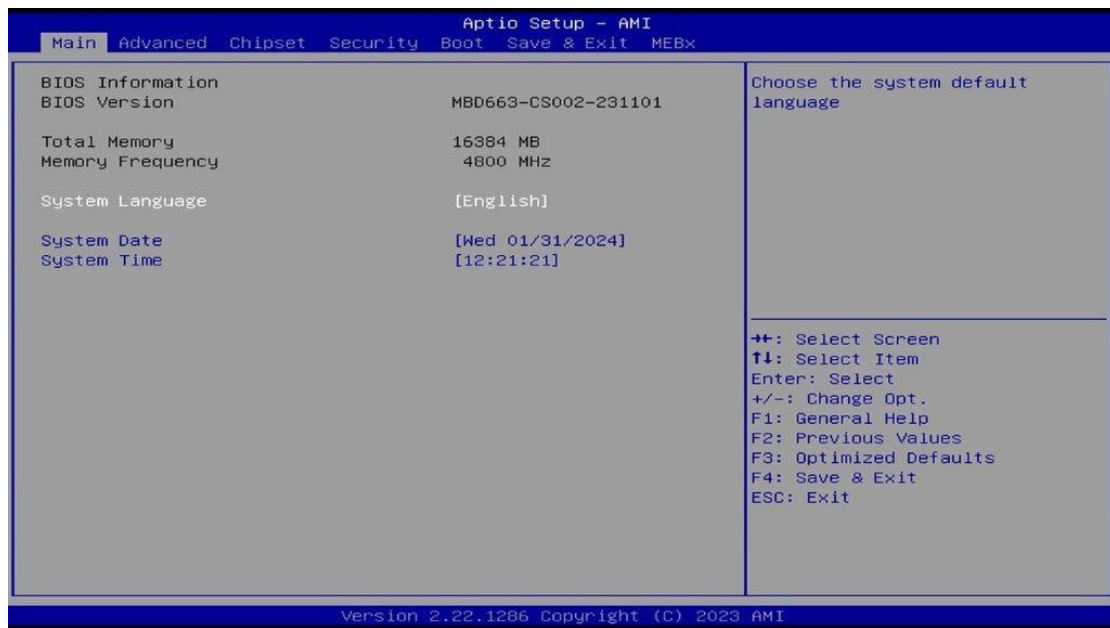 Aptio Setup – AMI
Main Advanced Chipset Security Boot Save & Exit MEBx
BIOS Information
BIOS Version MBD663-CS002-231101
Total Memory 16384 MB
Memory Frequency 4800 MHz
System Language [English]
System Date [Wed 01/31/2024]
System Time [12:21:21]
Choose the system default
language
→←: Select Screen
↑↓: Select Item
Enter: Select
+/-: Change Opt.
F1: General Help
F2: Previous Values
F3: Optimized Defaults
F4: Save & Exit
ESC: Exit
Version 2.22.1286 Copyright (C) 2023 AMI